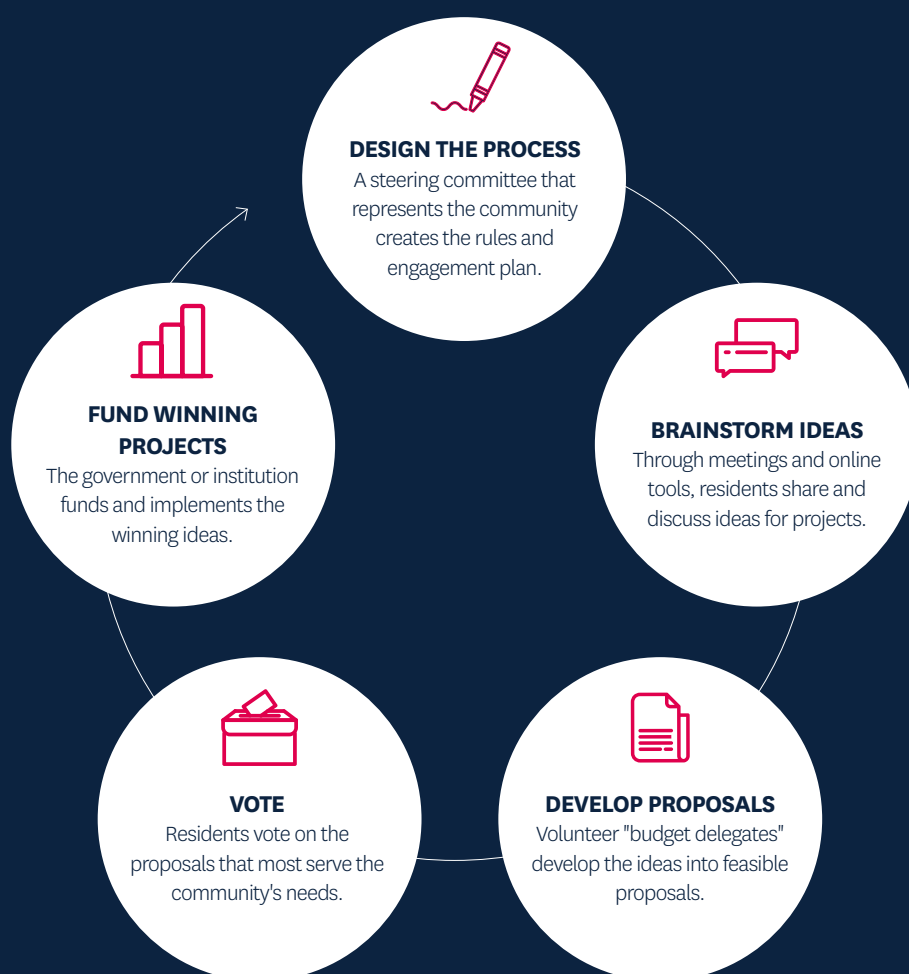 DESIGN THE PROCESS
A steering committee that
represents the community
creates the rules and
engagement plan.
BRAINSTORM IDEAS
Through meetings and online
tools, residents share and
discuss ideas for projects.
DEVELOP PROPOSALS
Volunteer "budget delegates"
develop the ideas into feasible
proposals.
VOTE
Residents vote on the
proposals that most serve the
community's needs.
FUND WINNING
PROJECTS
The government or institution
funds and implements the
winning ideas.